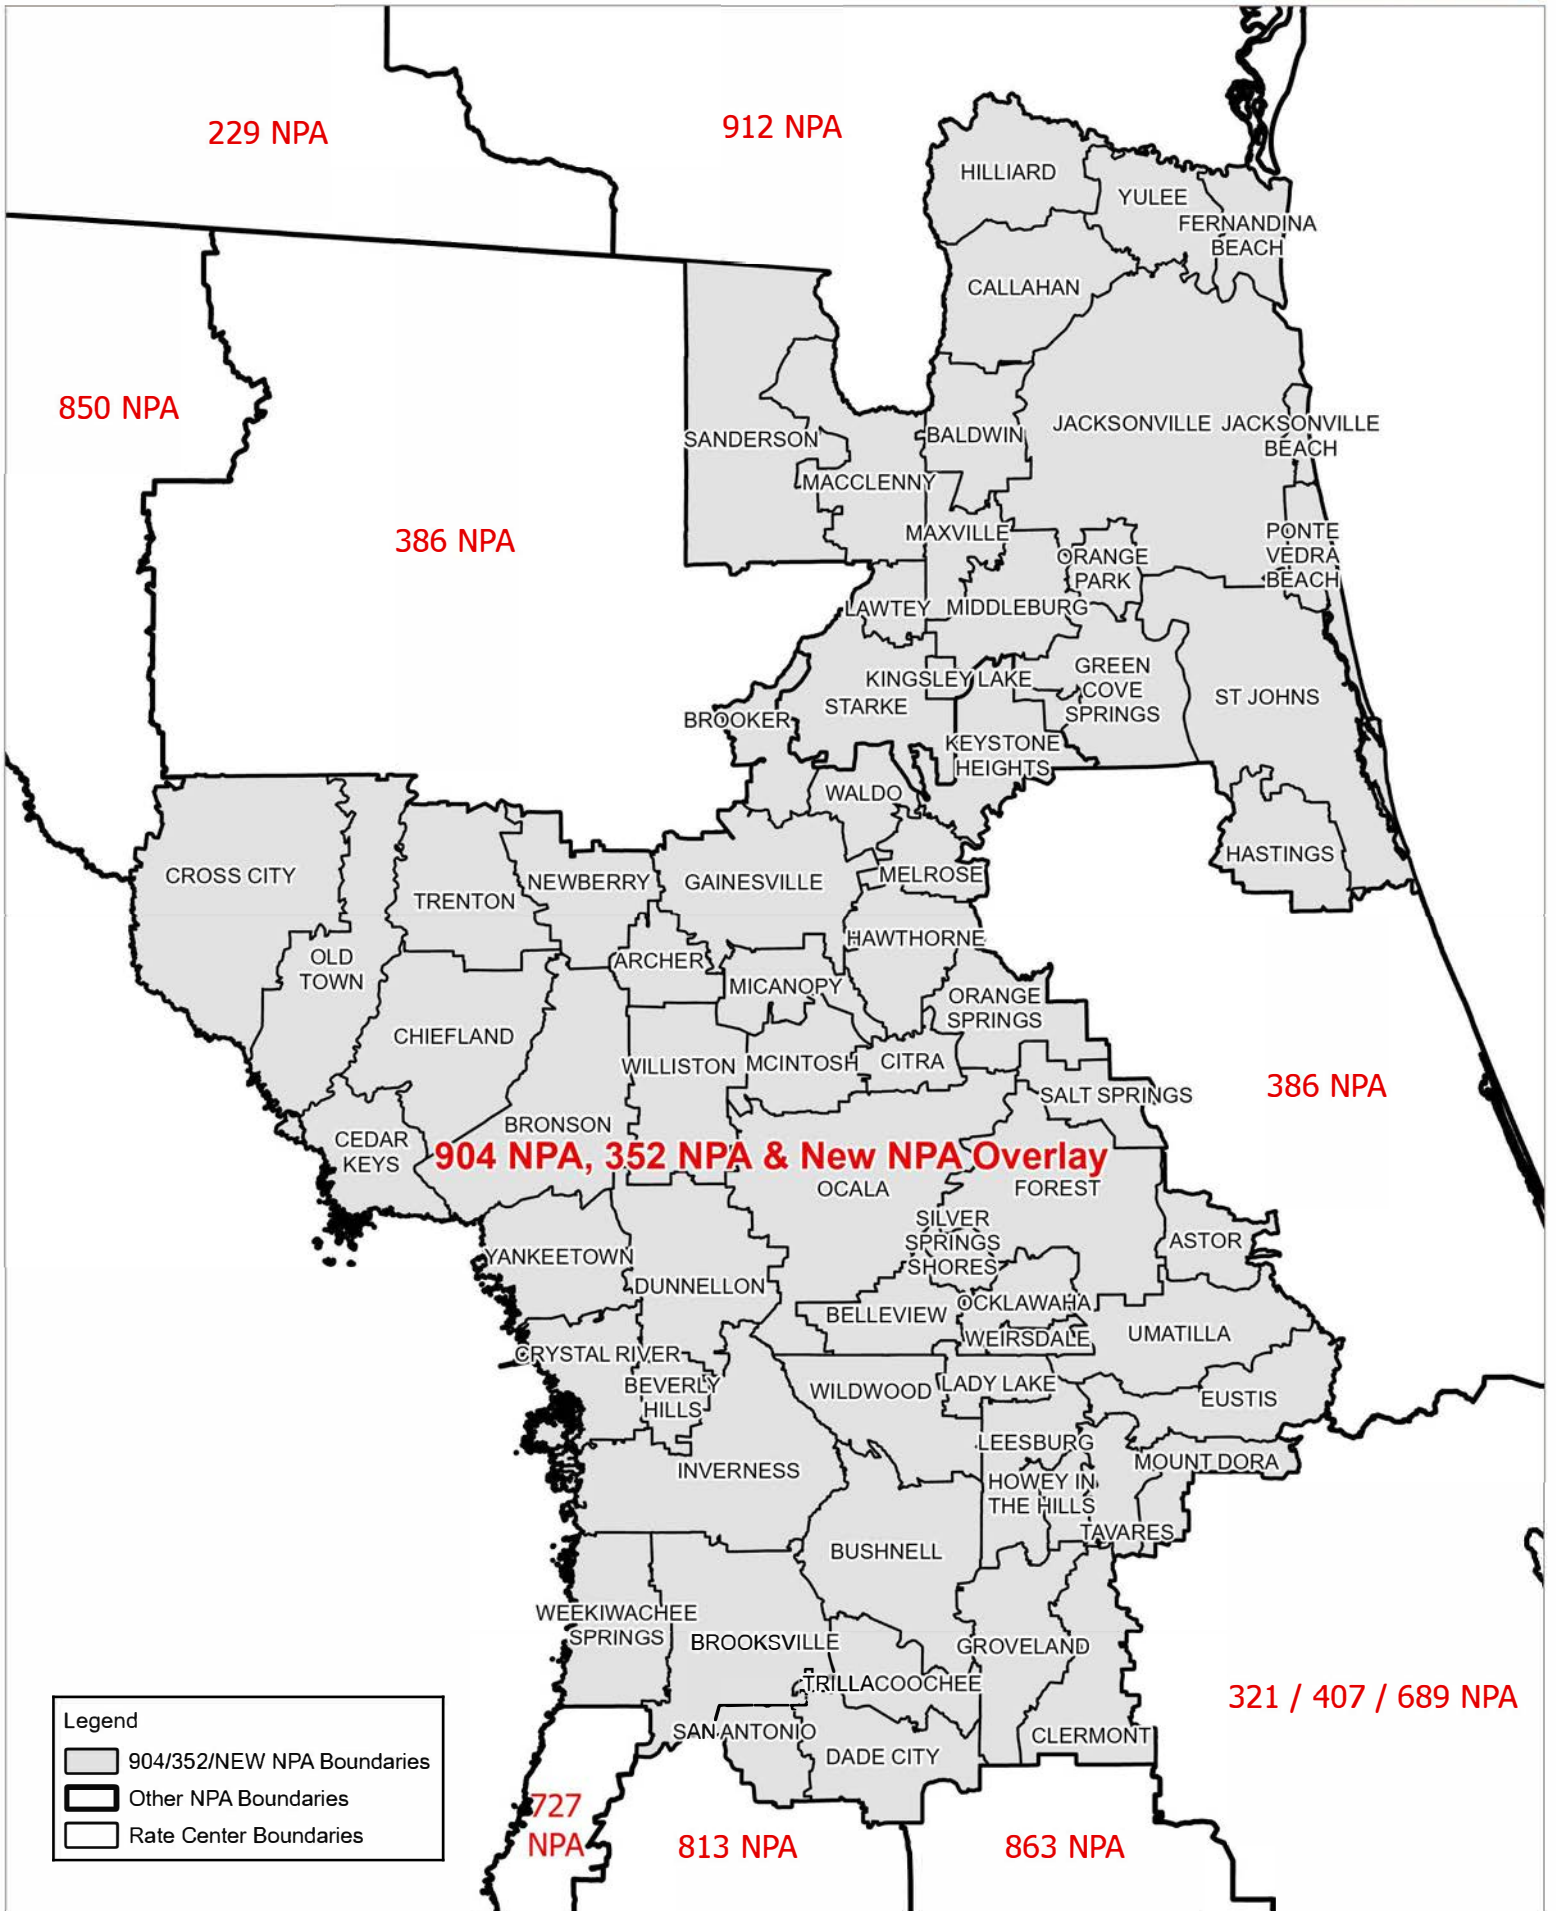 229 NPA
912 NPA
HILLIARD
YULEE
FERNANDINA
BEACH
CALLAHAN
850 NPA
SANDERSON
BALDWIN
JACKSONVILLE
JACKSONVILLE
BEACH
MACCLENNY
386 NPA
MAXVILLE
ORANGE
PARK
PONTE
VEDRA
BEACH
LAWTEY
MIDDLEBURG
KINGSLEY LAKE
GREEN
COVE
SPRINGS
ST JOHNS
STARKE
BROOKER
KEYSTONE
HEIGHTS
WALDO
HASTINGS
CROSS CITY
TRENTON
NEWBERRY
GAINESVILLE
MELROSE
OLD
TOWN
ARCHER
HAWTHORNE
MICANOPY
ORANGE
SPRINGS
CHIEFLAND
WILLISTON
MCINTOSH
CITRA
386 NPA
SALT SPRINGS
CEDAR
KEYS
BRONSON
904 NPA, 352 NPA & New NPA Overlay
OCALA
FOREST
SILVER
SPRINGS
SHORES
ASTOR
YANKEETOWN
DUNNELLON
BELLEVIEW
OCKLAWAHA
WEIRSDALE
UMATILLA
CRYSTAL RIVER
BEVERLY
HILLS
WILDWOOD
LADY LAKE
EUSTIS
INVERNESS
LEESBURG
MOUNT DORA
HOWEY IN
THE HILLS
TAVARES
BUSHNELL
WEEKIWACHEE
SPRINGS
BROOKSVILLE
GROVELAND
TRILLACOOCHEE
321 / 407 / 689 NPA
SAN ANTONIO
DADE CITY
CLERMONT
727
NPA
813 NPA
863 NPA
Legend
904/352/NEW NPA Boundaries
Other NPA Boundaries
Rate Center Boundaries